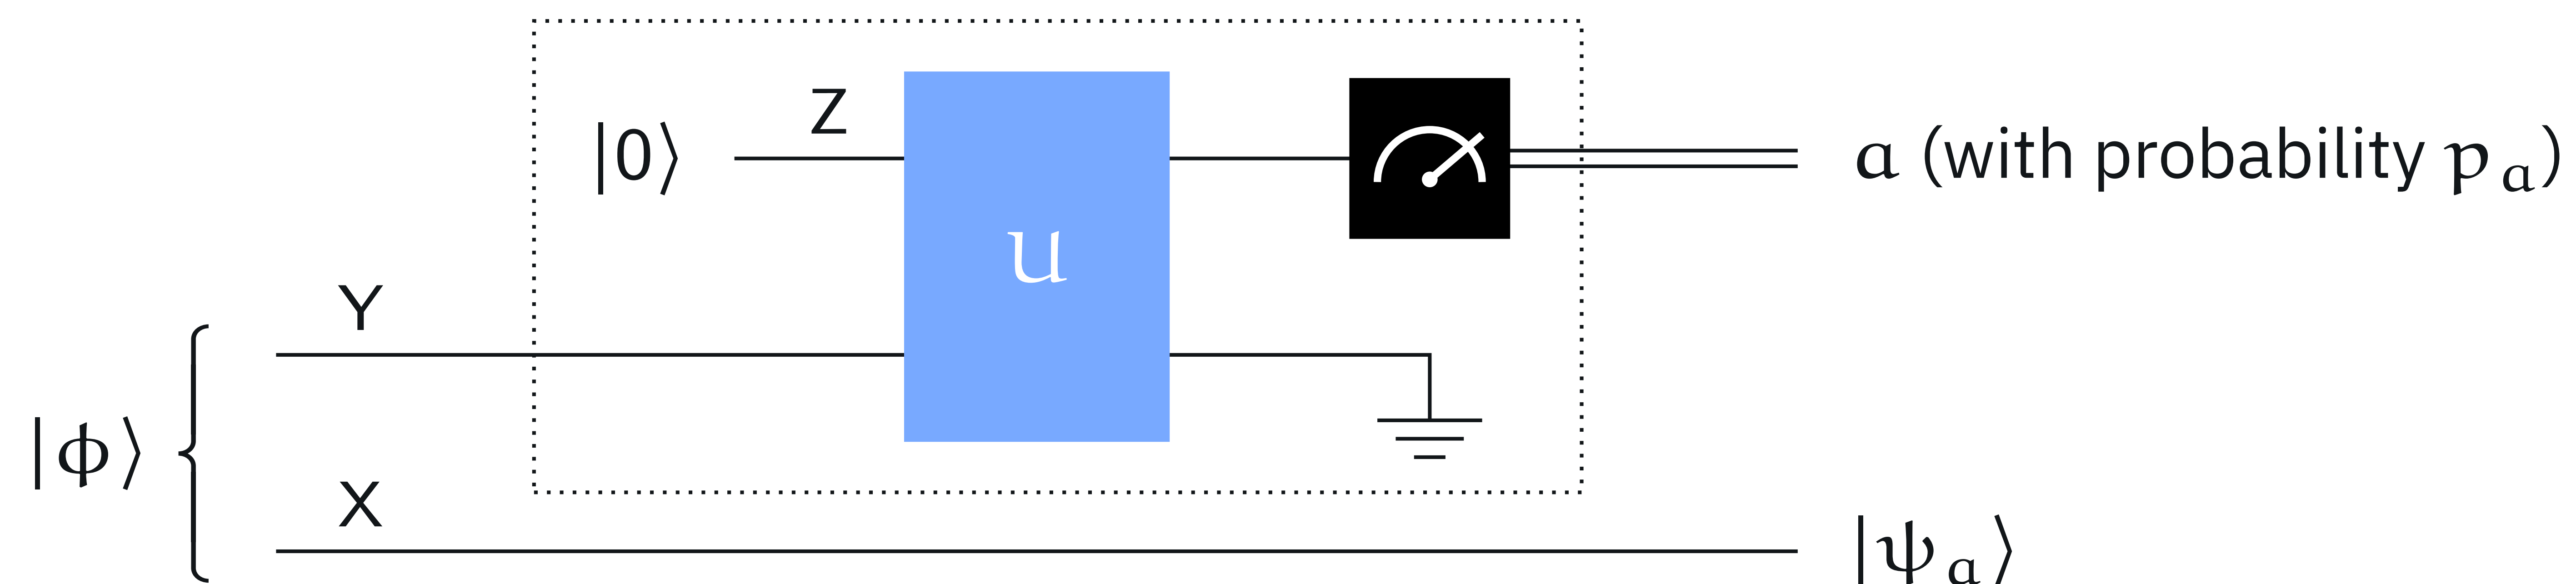 |0⟩ Z U a (with probability pₐ)
Y
|ϕ⟩
X
|ψₐ⟩